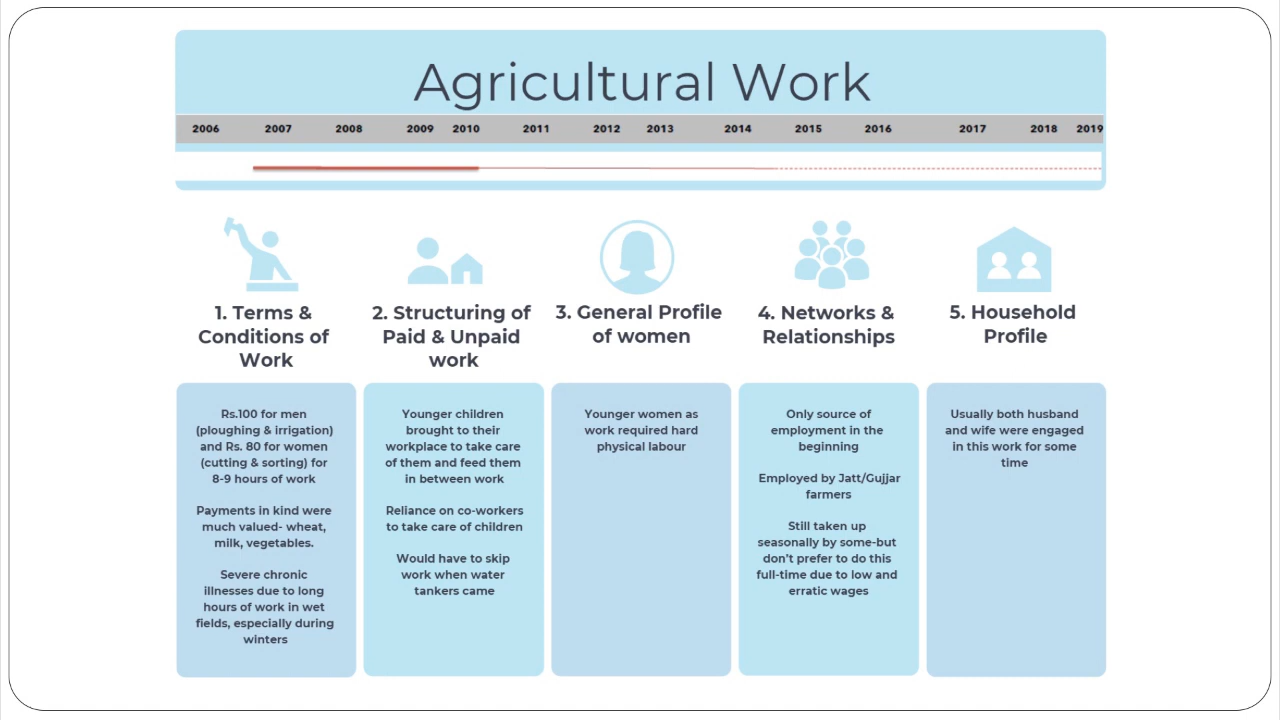 Agricultural Work
2006 2007 2008 2009 2010 2011 2012 2013 2014 2015 2016 2017 2018 2019
1. Terms &
Conditions of
Work
Rs.100 for men
(ploughing & irrigation)
and Rs. 80 for women
(cutting & sorting) for
8-9 hours of work
Payments in kind were
much valued- wheat,
milk, vegetables.
Severe chronic
illnesses due to long
hours of work in wet
fields, especially during
winters
2. Structuring of
Paid & Unpaid
work
Younger children
brought to their
workplace to take care
of them and feed them
in between work
Reliance on co-workers
to take care of children
Would have to skip
work when water
tankers came
3. General Profile
of women
Younger women as
work required hard
physical labour
4. Networks &
Relationships
Only source of
employment in the
beginning
Employed by Jatt/Gujjar
farmers
Still taken up
seasonally by some-but
don't prefer to do this
full-time due to low and
erratic wages
5. Household
Profile
Usually both husband
and wife were engaged
in this work for some
time